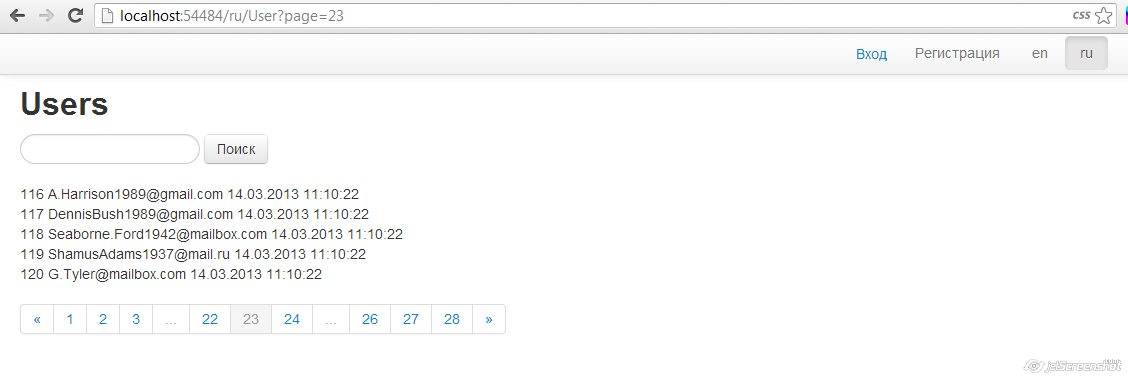 localhost:54484/ru/User?page=23 css
Вход Регистрация en ru
Users
Поиск
116 A.Harrison1989@gmail.com 14.03.2013 11:10:22
117 DennisBush1989@gmail.com 14.03.2013 11:10:22
118 Seaborne.Ford1942@mailbox.com 14.03.2013 11:10:22
119 ShamusAdams1937@mail.ru 14.03.2013 11:10:22
120 G.Tyler@mailbox.com 14.03.2013 11:10:22
« 1 2 3 ... 22 23 24 ... 26 27 28 »
jetScreenshot